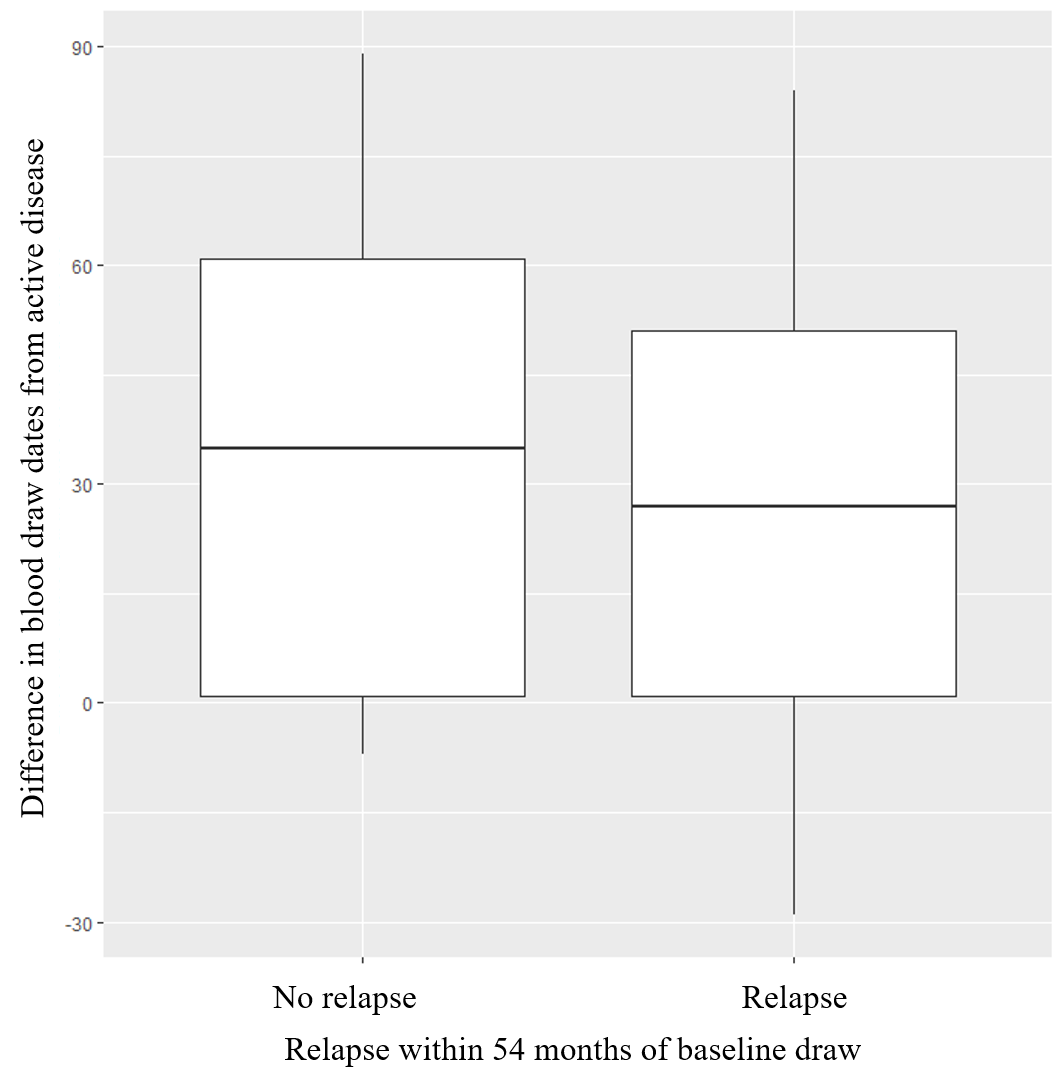 Difference in blood draw dates from active disease
90
60
30
0
-30
No relapse
Relapse
Relapse within 54 months of baseline draw